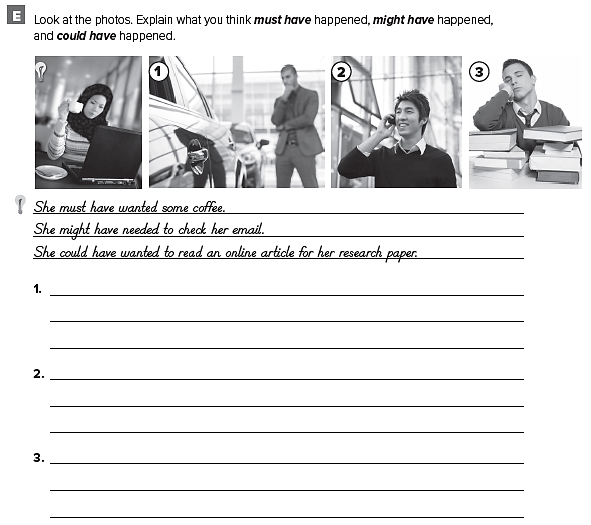 E Look at the photos. Explain what you think must have happened, might have happened,
and could have happened.
1 2 3
She must have wanted some coffee.
She might have needed to check her email.
She could have wanted to read an online article for her research paper.
1.
2.
3.